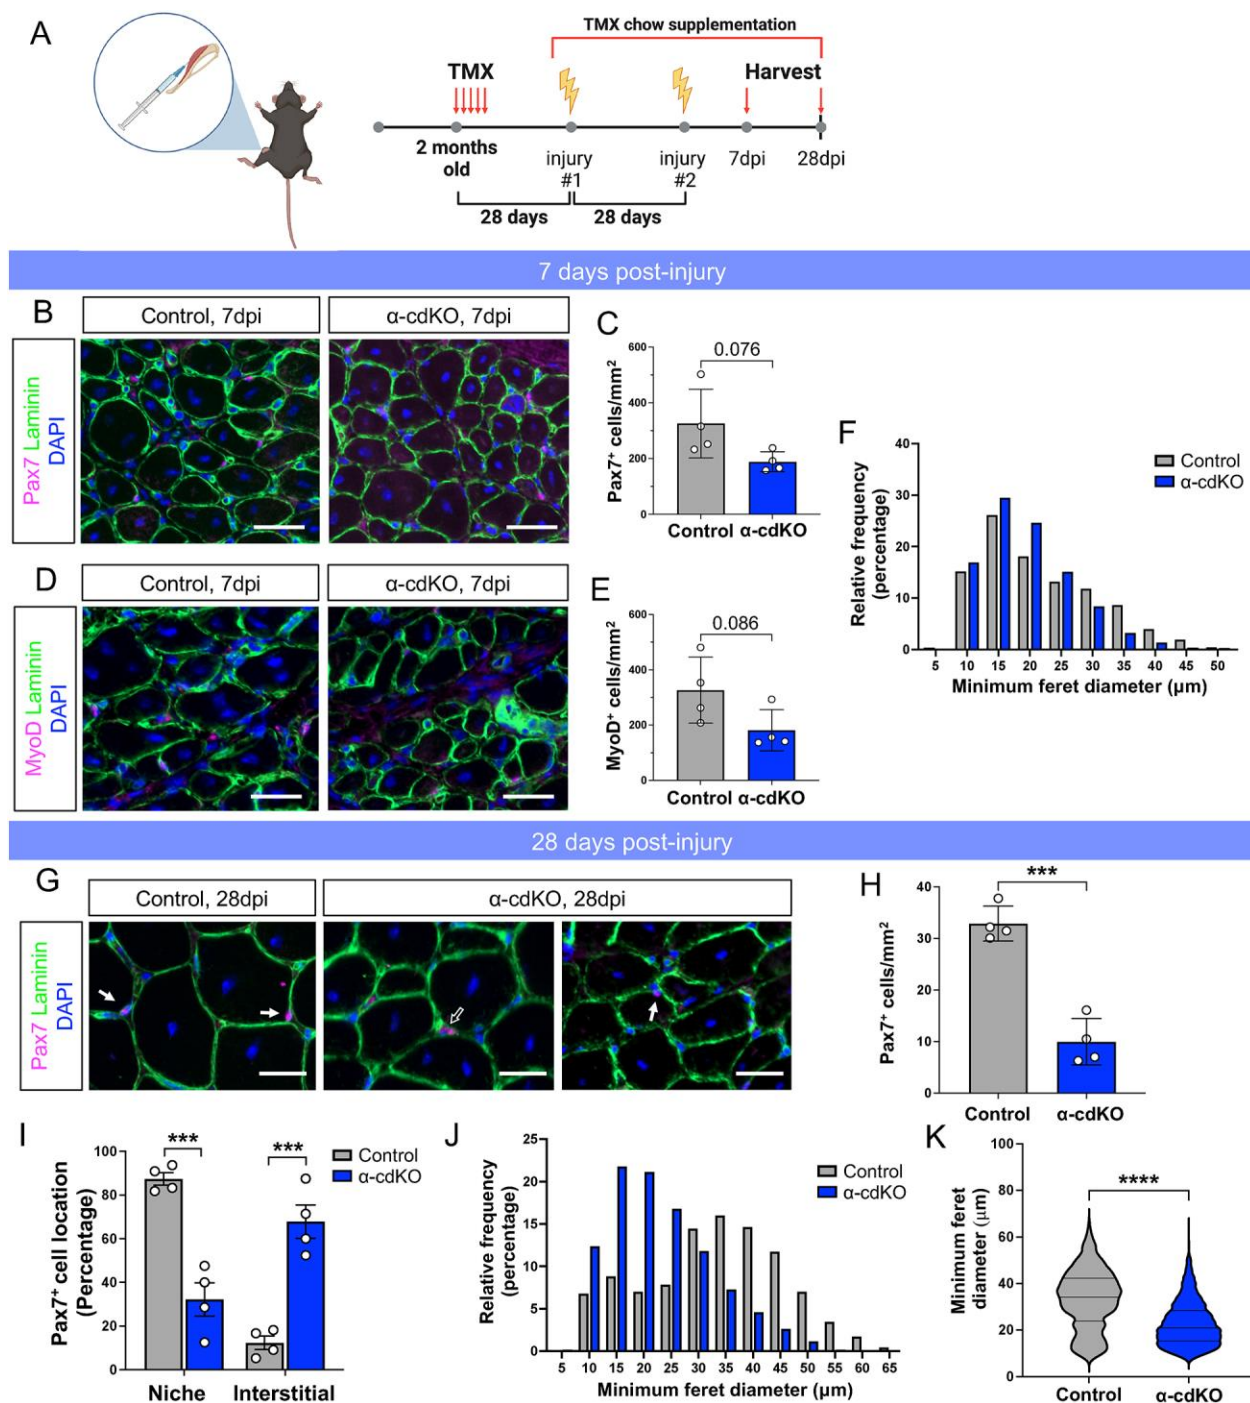 A
TMX chow supplementation
TMX
Harvest
2 months
old
injury
#1
injury
#2
7dpi
28dpi
28 days
28 days
7 days post-injury
B
Control, 7dpi
α-cdKO, 7dpi
Pax7 Laminin
DAPI
C
Pax7⁺ cells/mm²
600
400
200
0
0.076
Control
α-cdKO
D
Control, 7dpi
α-cdKO, 7dpi
MyoD Laminin
DAPI
E
MyoD⁺ cells/mm²
600
400
200
0
0.086
Control
α-cdKO
F
Relative frequency
(percentage)
40
30
20
10
0
5 10 15 20 25 30 35 40 45 50
Minimum feret diameter (μm)
Control
α-cdKO
28 days post-injury
G
Control, 28dpi
α-cdKO, 28dpi
Pax7 Laminin
DAPI
H
Pax7⁺ cells/mm²
40
30
20
10
0
***
Control
α-cdKO
I
Pax7⁺ cell location
(Percentage)
100
80
60
40
20
0
***
***
Control
α-cdKO
Niche
Interstitial
J
Relative frequency
(percentage)
25
20
15
10
5
0
5 10 15 20 25 30 35 40 45 50 55 60 65
Minimum feret diameter (μm)
Control
α-cdKO
K
Minimum feret
diameter (μm)
100
80
60
40
20
0
****
Control
α-cdKO